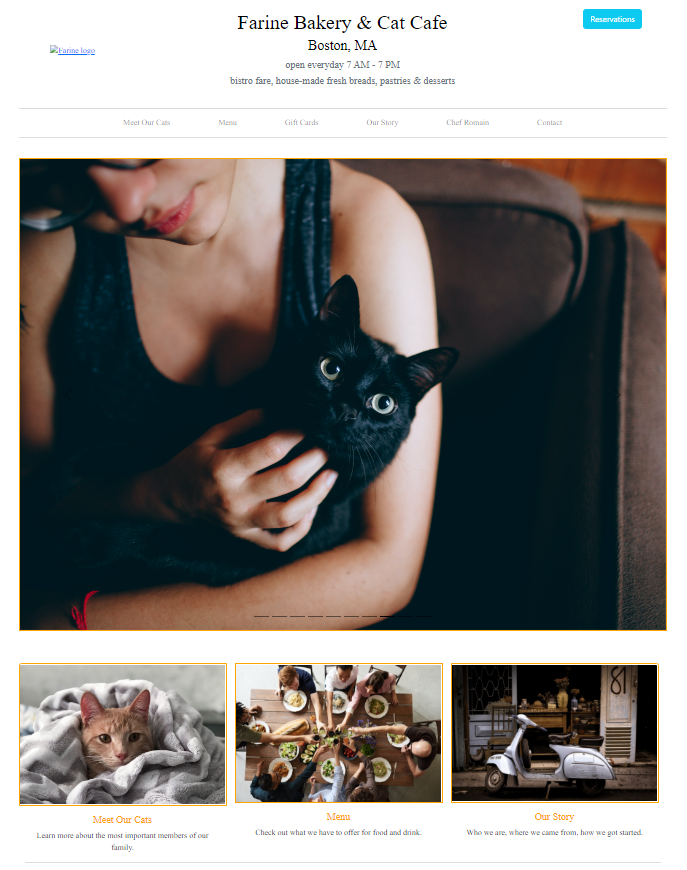 Farine Bakery & Cat Cafe
Reservations
Boston, MA
Farine logo
open everyday 7 AM - 7 PM
bistro fare, house-made fresh breads, pastries & desserts
Meet Our Cats Menu Gift Cards Our Story Chef Romain Contact
Meet Our Cats
Learn more about the most important members of our
family.
Menu
Check out what we have to offer for food and drink.
Our Story
Who we are, where we came from, how we got started.